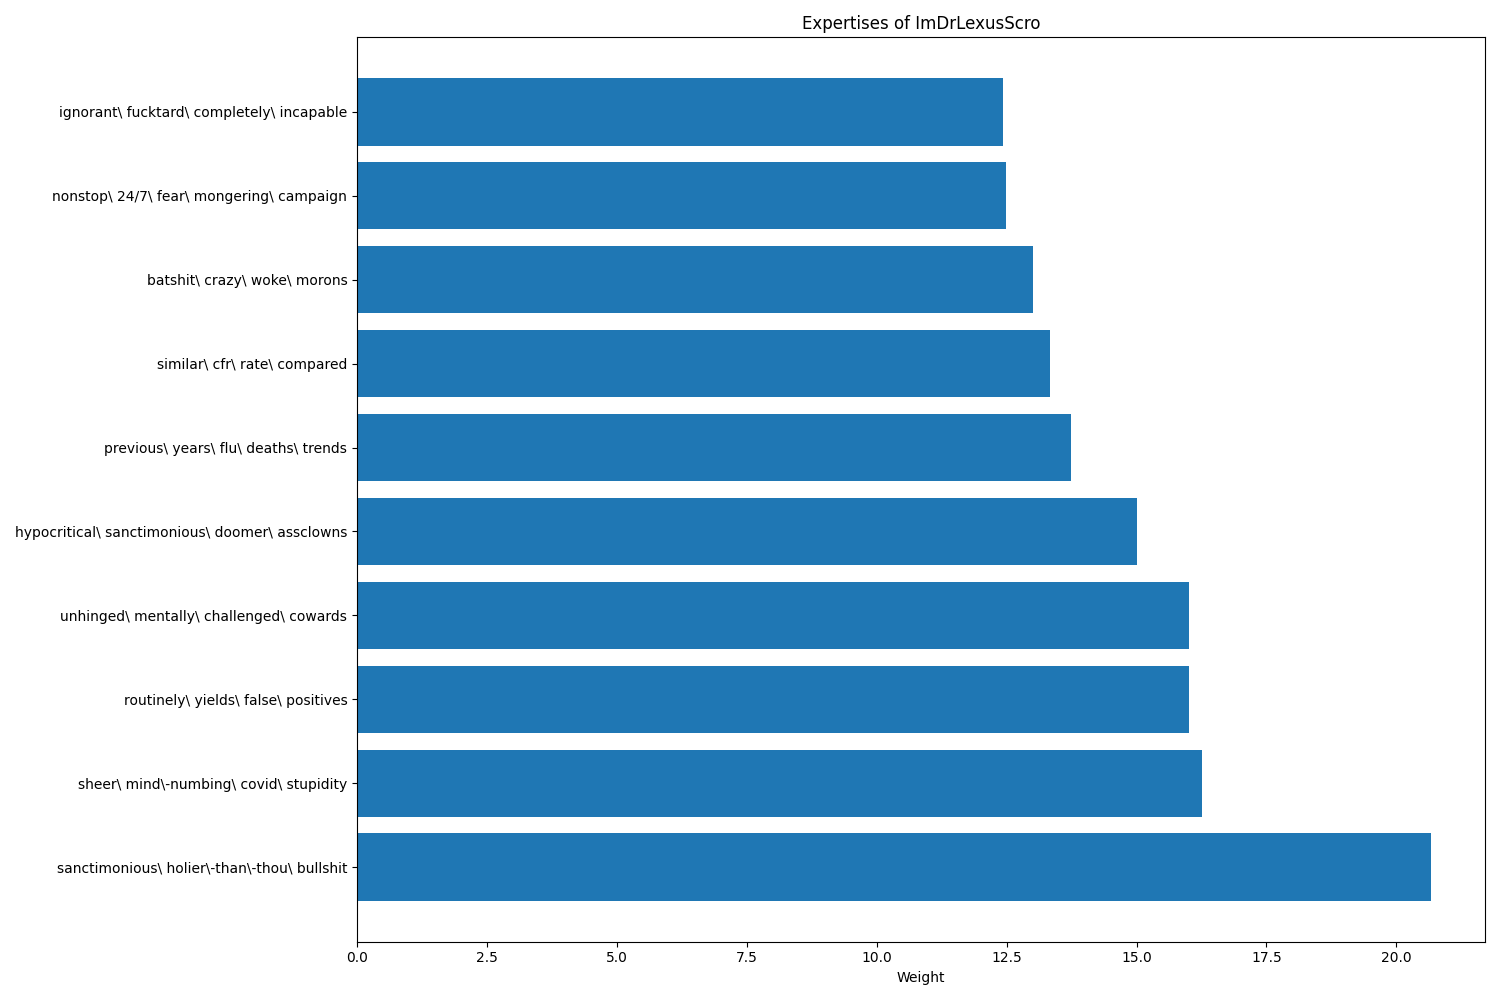 Expertises of ImDrLexusScro
ignorant\ fucktard\ completely\ incapable
nonstop\ 24/7\ fear\ mongering\ campaign
batshit\ crazy\ woke\ morons
similar\ cfr\ rate\ compared
previous\ years\ flu\ deaths\ trends
hypocritical\ sanctimonious\ doomer\ assclowns
unhinged\ mentally\ challenged\ cowards
routinely\ yields\ false\ positives
sheer\ mind\-numbing\ covid\ stupidity
sanctimonious\ holier\-than\-thou\ bullshit
0.0 2.5 5.0 7.5 10.0 12.5 15.0 17.5 20.0
Weight